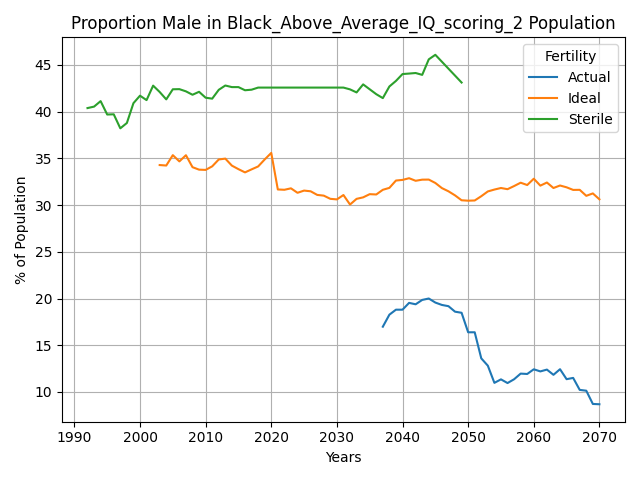 Proportion Male in Black_Above_Average_IQ_scoring_2 Population
Fertility
Actual
Ideal
Sterile
% of Population
45
40
35
30
25
20
15
10
1990 2000 2010 2020 2030 2040 2050 2060 2070
Years